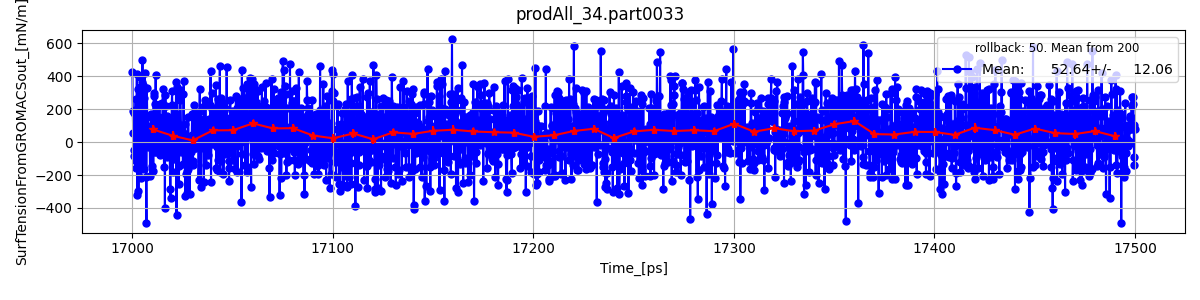 prodAll_34.part0033
SurfTensionFromGROMACSout_[mN/m]
600
400
200
0
−200
−400
rollback: 50. Mean from 200
Mean: 52.64+/- 12.06
17000
17100
17200
17300
17400
17500
Time_[ps]